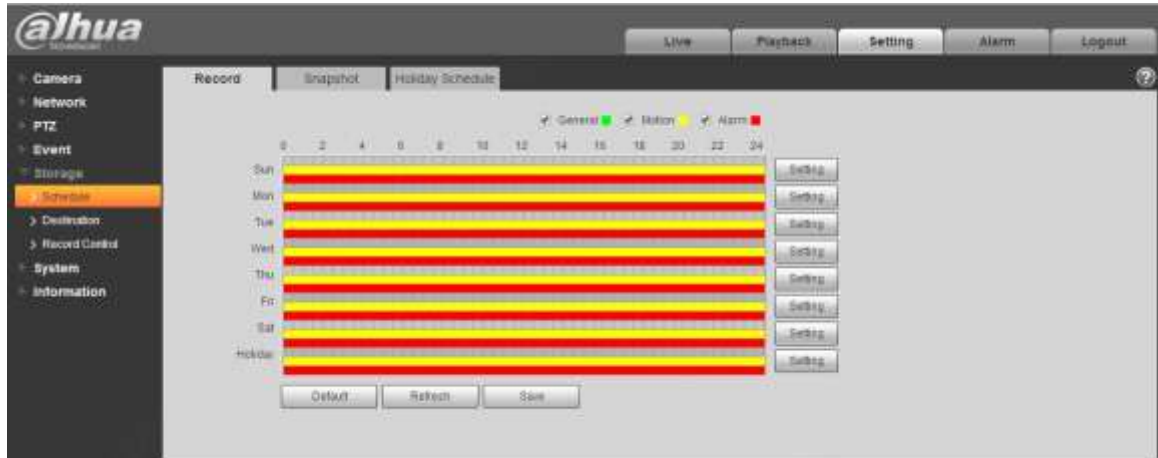 alhua
Live Playback Setting Alarm Logout
Camera
Network
PTZ
Event
Storage
Schedule
Destination
Record Control
System
Information
Record Snapshot Holiday Schedule
General Motion Alarm
0 2 4 6 8 10 12 14 16 18 20 22 24
Sun Setting
Mon Setting
Tue Setting
Wed Setting
Thu Setting
Fri Setting
Sat Setting
Holiday Setting
Default Refresh Save